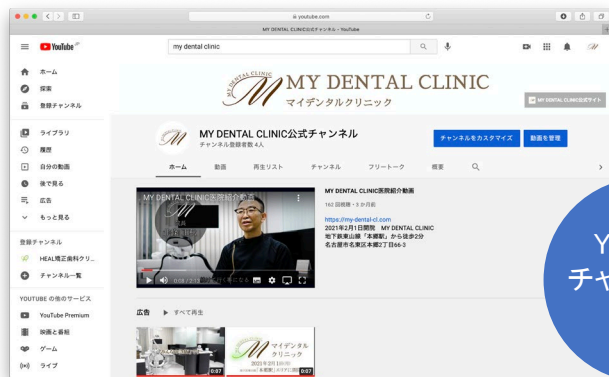 youtube.com
MY DENTAL CLINIC公式チャンネル - YouTube
YouTube JP
my dental clinic
ホーム
探索
登録チャンネル
ライブラリ
履歴
自分の動画
後で見る
広告
もっと見る
登録チャンネル
HEAL矯正歯科クリ...
チャンネル一覧
YOUTUBE の他のサービス
YouTube Premium
映画と番組
ゲーム
ライブ
MY DENTAL CLINIC
MY DENTAL CLINIC
マイデンタルクリニック
MY DENTAL CLINIC公式サイト
MY DENTAL CLINIC公式チャンネル
チャンネル登録者数 4人
チャンネルをカスタマイズ
動画を管理
ホーム
動画
再生リスト
チャンネル
フリートーク
概要
MY DENTAL CLINIC医院紹介動画
0:01 / 2:13
MY DENTAL CLINIC医院紹介動画
162 回視聴・3 か月前
https://my-dental-cl.com
2021年2月1日開院 MY DENTAL CLINIC
地下鉄東山線「本郷駅」から徒歩2分
名古屋市名東区本郷2丁目66-3
広告
すべて再生
0:07
マイデンタル
クリニック
0:07
Y
チャ